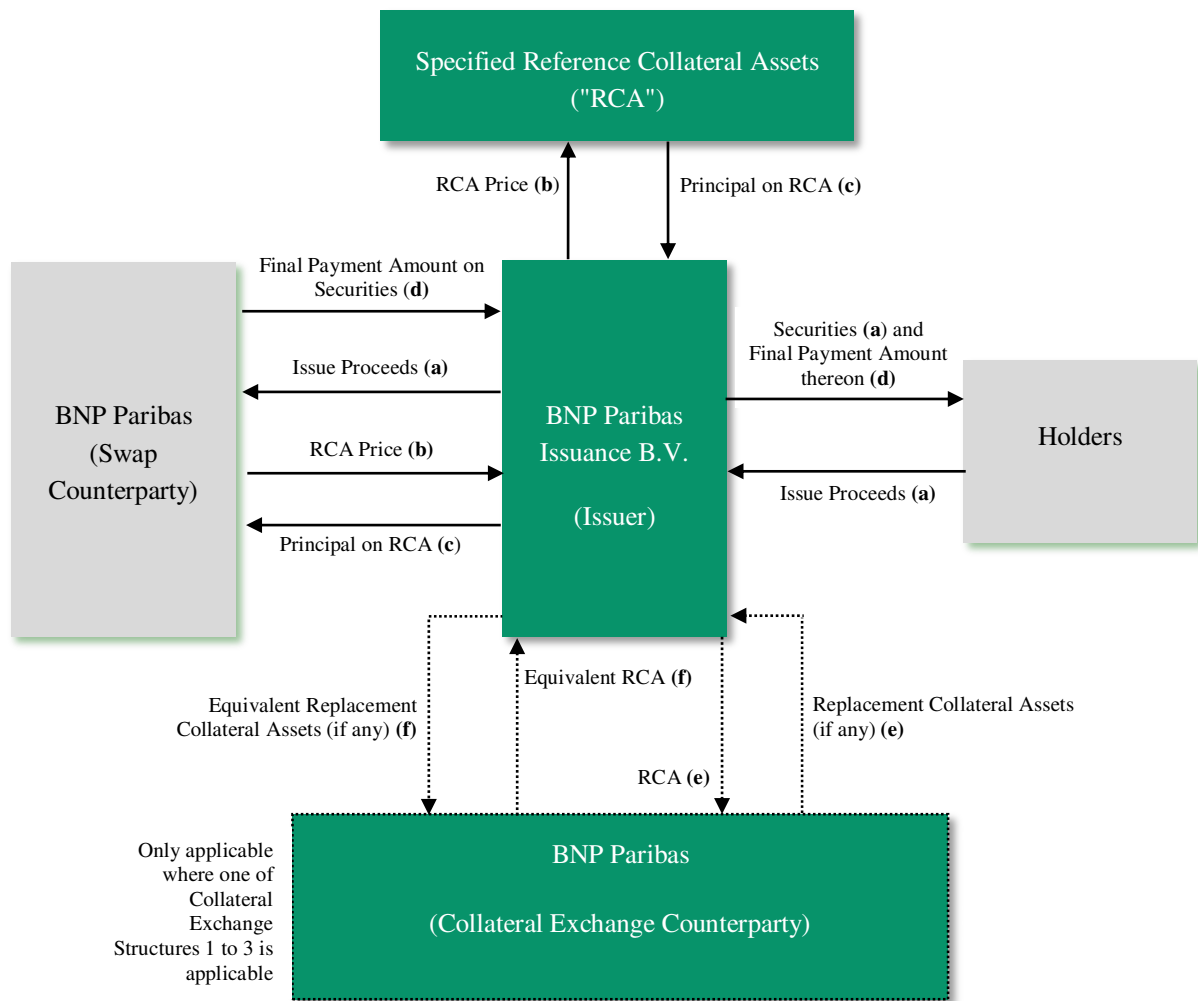 Specified Reference Collateral Assets
("RCA")
RCA Price (b)
Principal on RCA (c)
Final Payment Amount on
Securities (d)
Issue Proceeds (a)
RCA Price (b)
Principal on RCA (c)
BNP Paribas
(Swap
Counterparty)
BNP Paribas
Issuance B.V.
(Issuer)
Securities (a) and
Final Payment Amount
thereon (d)
Issue Proceeds (a)
Holders
Equivalent Replacement
Collateral Assets (if any) (f)
Equivalent RCA (f)
RCA (e)
Replacement Collateral Assets
(if any) (e)
Only applicable
where one of
Collateral
Exchange
Structures 1 to 3 is
applicable
BNP Paribas
(Collateral Exchange Counterparty)